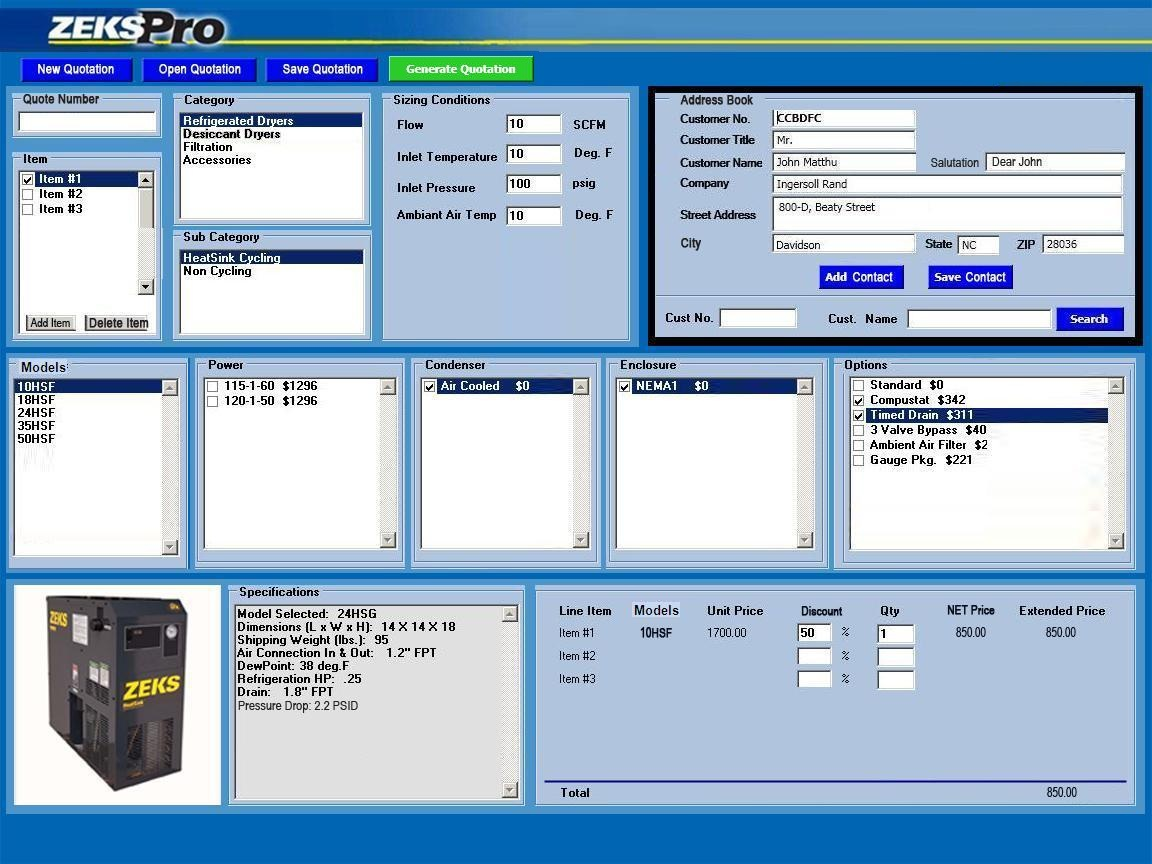 ZEKSPro
New Quotation Open Quotation Save Quotation Generate Quotation
Quote Number
Item
Item #1
Item #2
Item #3
Add Item Delete Item
Category
Refrigerated Dryers
Desiccant Dryers
Filtration
Accessories
Sub Category
HeatSink Cycling
Non Cycling
Sizing Conditions
Flow 10 SCFM
Inlet Temperature 10 Deg. F
Inlet Pressure 100 psig
Ambiant Air Temp 10 Deg. F
Address Book
Customer No. CCBDFC
Customer Title Mr.
Customer Name John Matthu Salutation Dear John
Company Ingersoll Rand
Street Address 800-D, Beaty Street
City Davidson State NC ZIP 28036
Add Contact Save Contact
Cust No. Cust. Name Search
Models
10HSF
18HSF
24HSF
35HSF
50HSF
Power
115-1-60 $1296
120-1-50 $1296
Condenser
Air Cooled $0
Enclosure
NEMA1 $0
Options
Standard $0
Compustat $342
Timed Drain $311
3 Valve Bypass $40
Ambient Air Filter $2
Gauge Pkg. $221
ZEKS
ZEKS
HeatSink
Specifications
Model Selected: 24HSG
Dimensions (L x W x H): 14 X 14 X 18
Shipping Weight (lbs.): 95
Air Connection In & Out: 1.2" FPT
DewPoint: 38 deg.F
Refrigeration HP: .25
Drain: 1.8" FPT
Pressure Drop: 2.2 PSID
Line Item Models Unit Price Discount Qty NET Price Extended Price
Item #1 10HSF 1700.00 50 % 1 850.00 850.00
Item #2 %
Item #3 %
Total 850.00